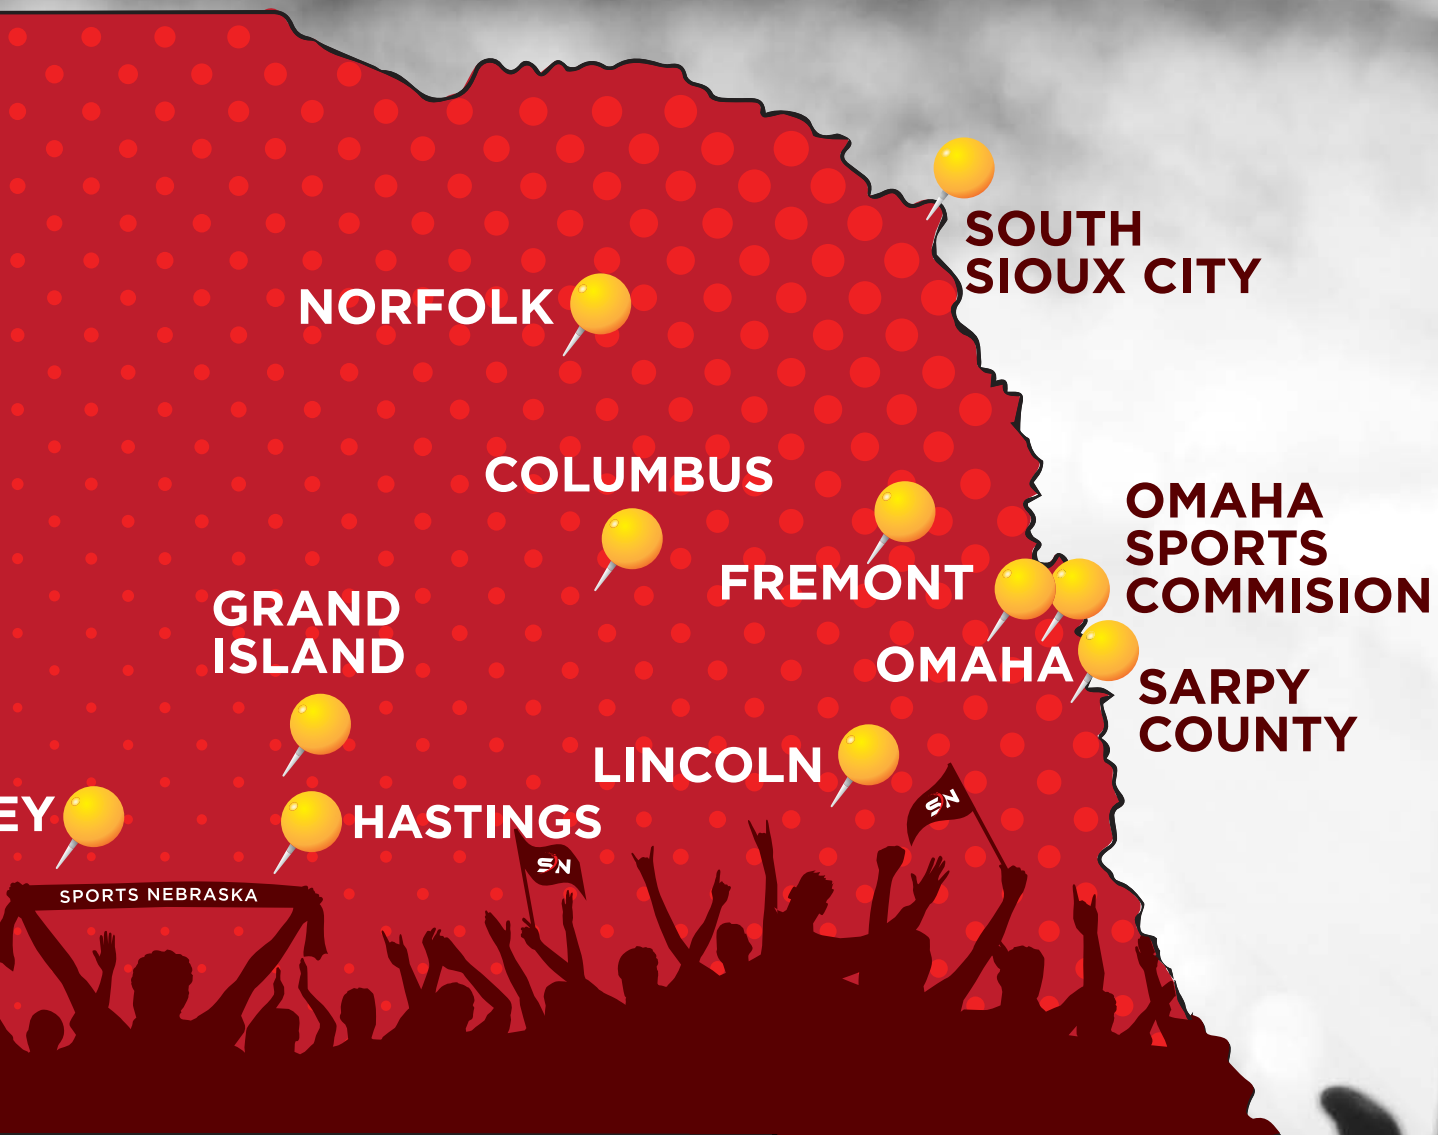 SOUTH
SIOUX CITY
NORFOLK
COLUMBUS
OMAHA
SPORTS
COMMISION
FREMONT
GRAND
ISLAND
OMAHA
SARPY
COUNTY
LINCOLN
EY
HASTINGS
SN
SN
SPORTS NEBRASKA